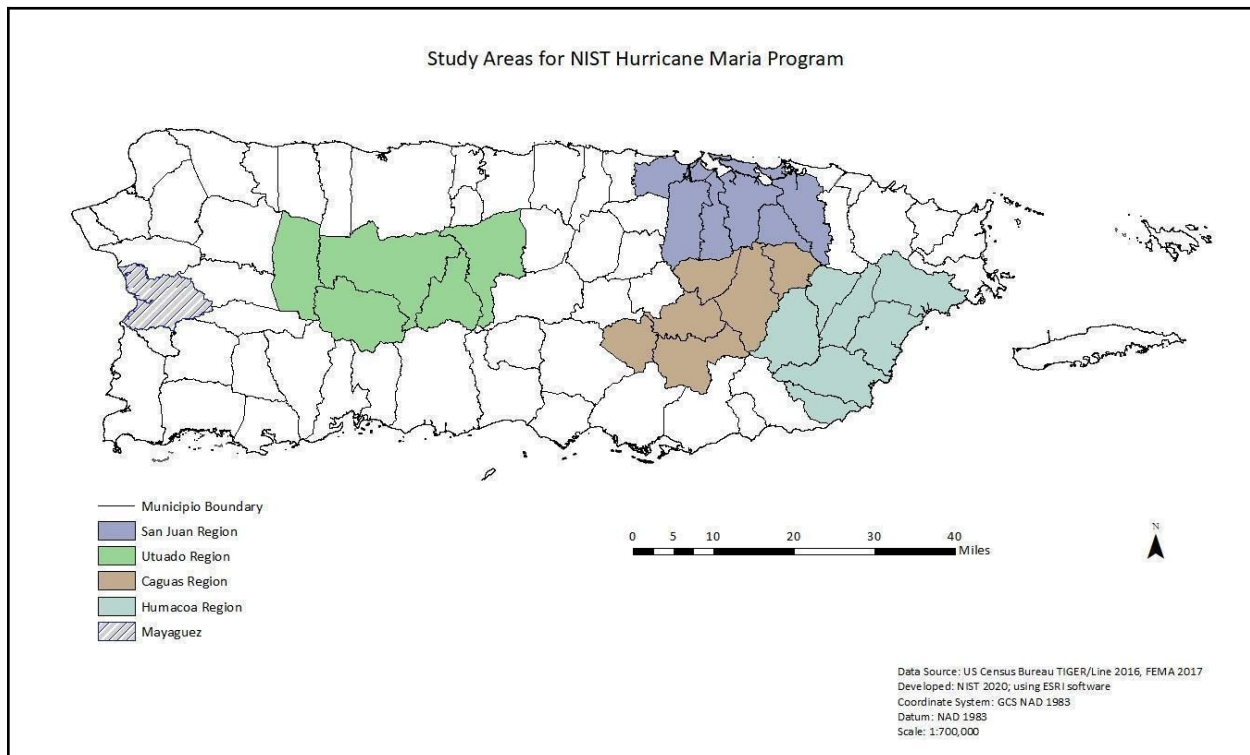 Study Areas for NIST Hurricane Maria Program
Municipio Boundary
San Juan Region
Utuado Region
Caguas Region
Humacoa Region
Mayaguez
0 5 10 20 30 40
Miles
N
Data Source: US Census Bureau TIGER/Line 2016, FEMA 2017
Developed: NIST 2020; using ESRI software
Coordinate System: GCS NAD 1983
Datum: NAD 1983
Scale: 1:700,000